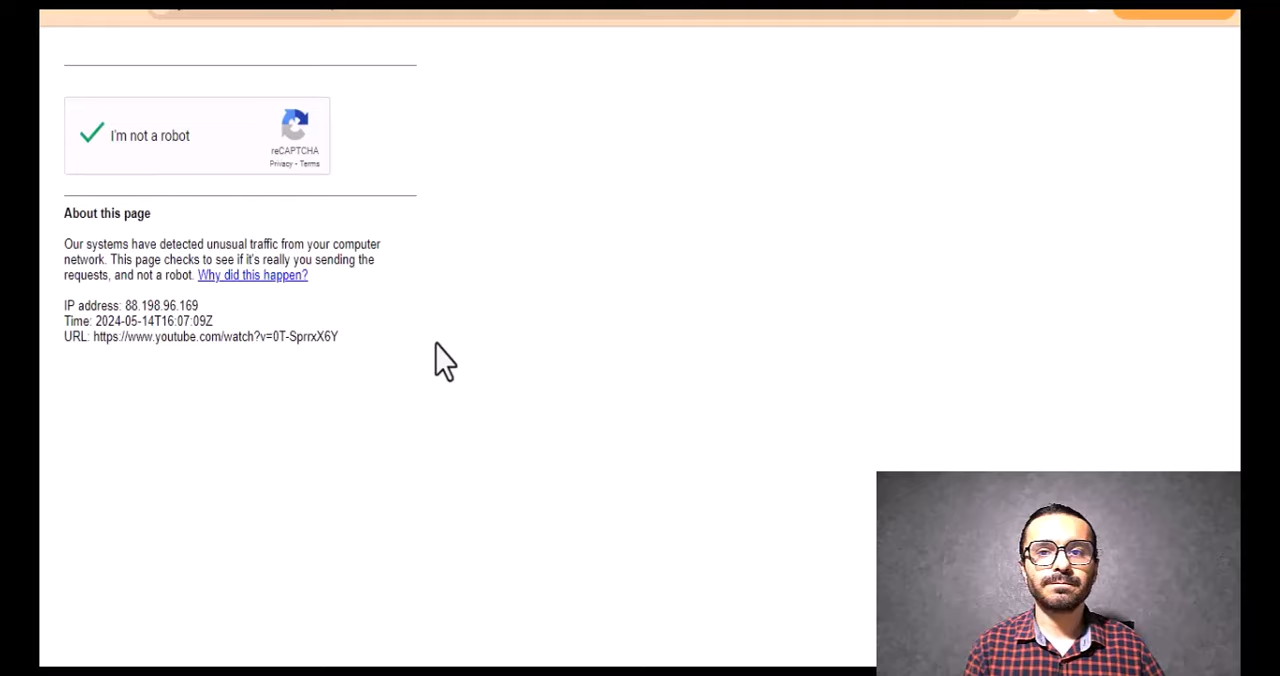 I'm not a robot
reCAPTCHA
Privacy - Terms
About this page
Our systems have detected unusual traffic from your computer
network. This page checks to see if it's really you sending the
requests, and not a robot. Why did this happen?
IP address: 88.198.96.169
Time: 2024-05-14T16:07:09Z
URL: https://www.youtube.com/watch?v=0T-SprrxX6Y